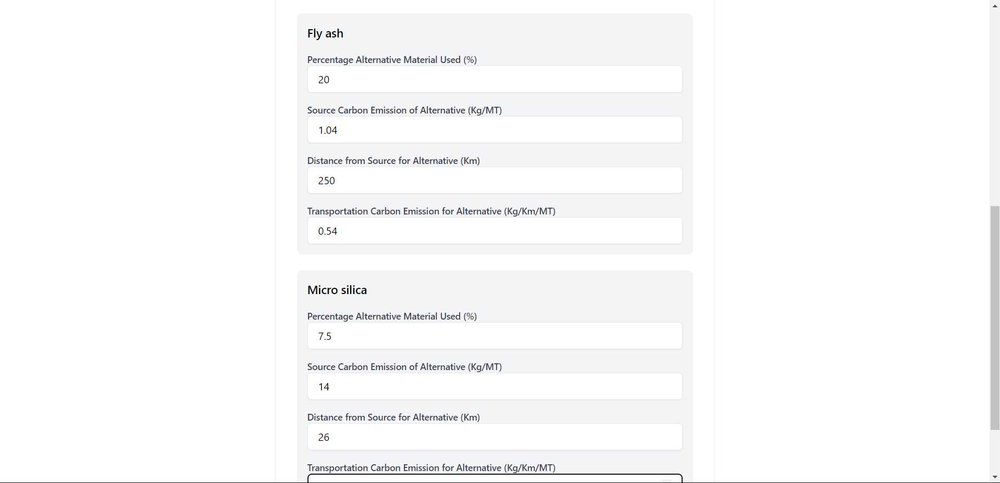 Fly ash
Percentage Alternative Material Used (%)
20
Source Carbon Emission of Alternative (Kg/MT)
1.04
Distance from Source for Alternative (Km)
250
Transportation Carbon Emission for Alternative (Kg/Km/MT)
0.54
Micro silica
Percentage Alternative Material Used (%)
7.5
Source Carbon Emission of Alternative (Kg/MT)
14
Distance from Source for Alternative (Km)
26
Transportation Carbon Emission for Alternative (Kg/Km/MT)